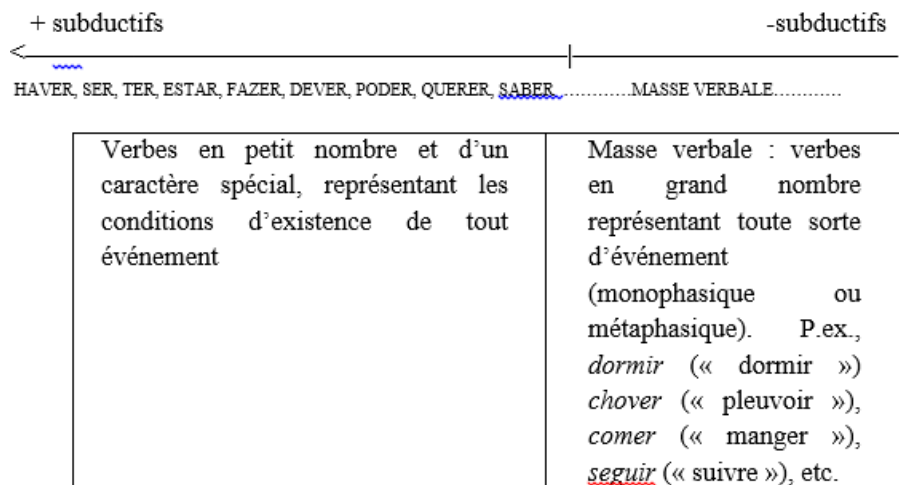 + subductifs -subductifs
HAVER, SER, TER, ESTAR, FAZER, DEVER, PODER, QUERER, SABER…………MASSE VERBALE…………
Verbes en petit nombre et d’un
caractère spécial, représentant les
conditions d’existence de tout
événement
Masse verbale : verbes
en grand nombre
représentant toute sorte
d’événement
(monophasique ou
métaphasique). P.ex.,
dormir (« dormir »)
chover (« pleuvoir »),
comer (« manger »),
seguir (« suivre »), etc.